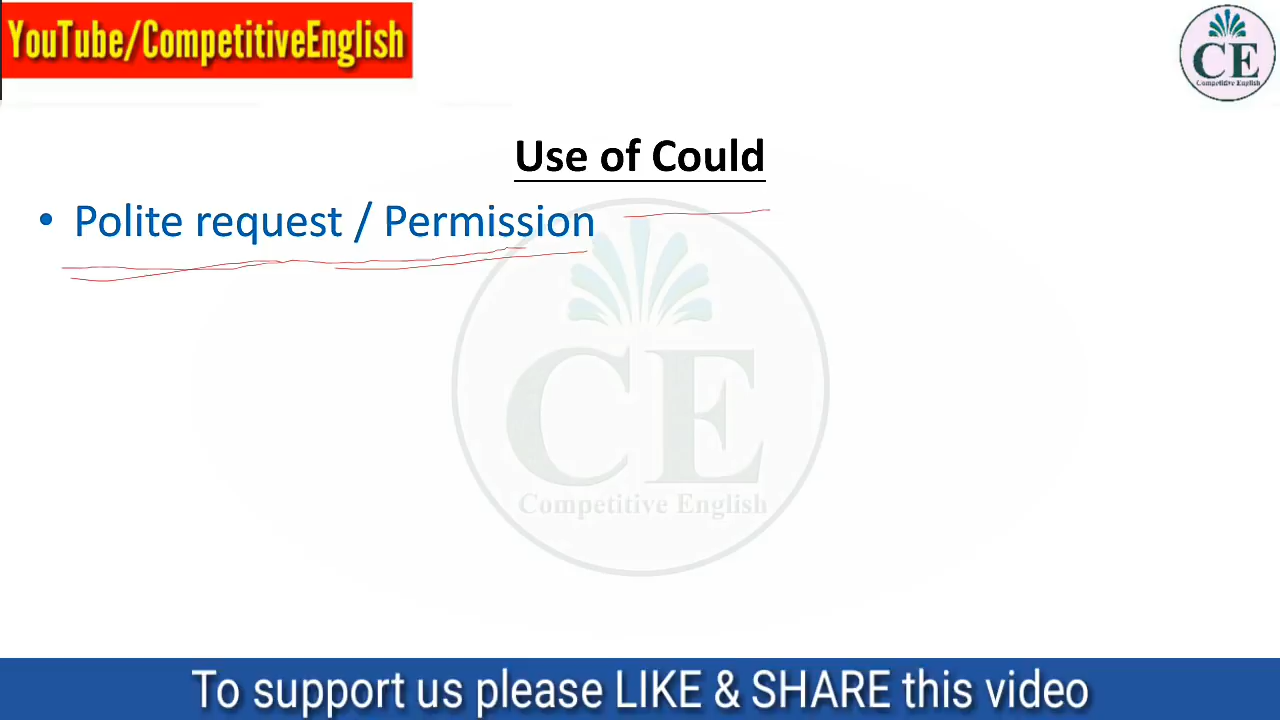 YouTube/CompetitiveEnglish
CE
Competitive English
Use of Could
• Polite request / Permission
CE
Competitive English
To support us please LIKE & SHARE this video